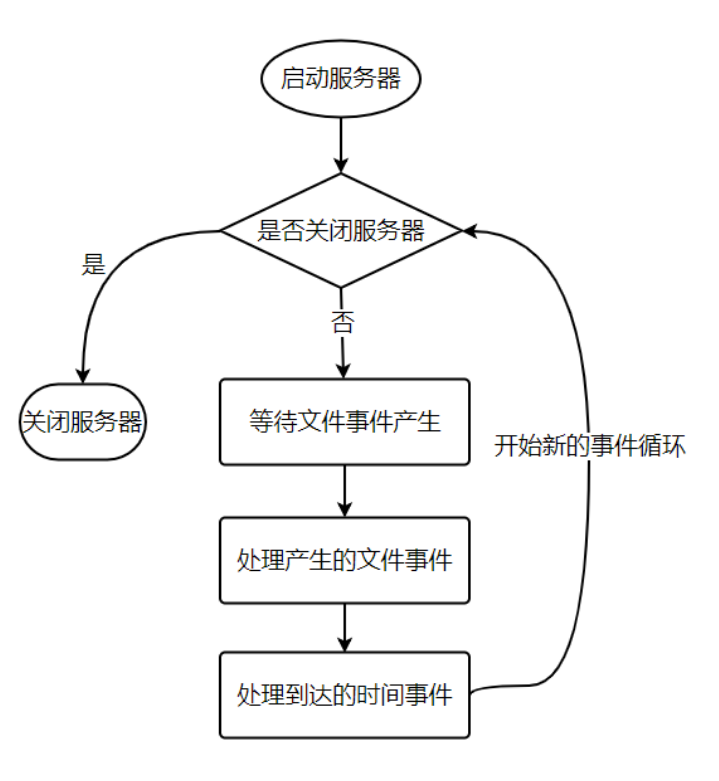 启动服务器
是否关闭服务器
是
否
关闭服务器
等待文件事件产生
开始新的事件循环
处理产生的文件事件
处理到达的时间事件